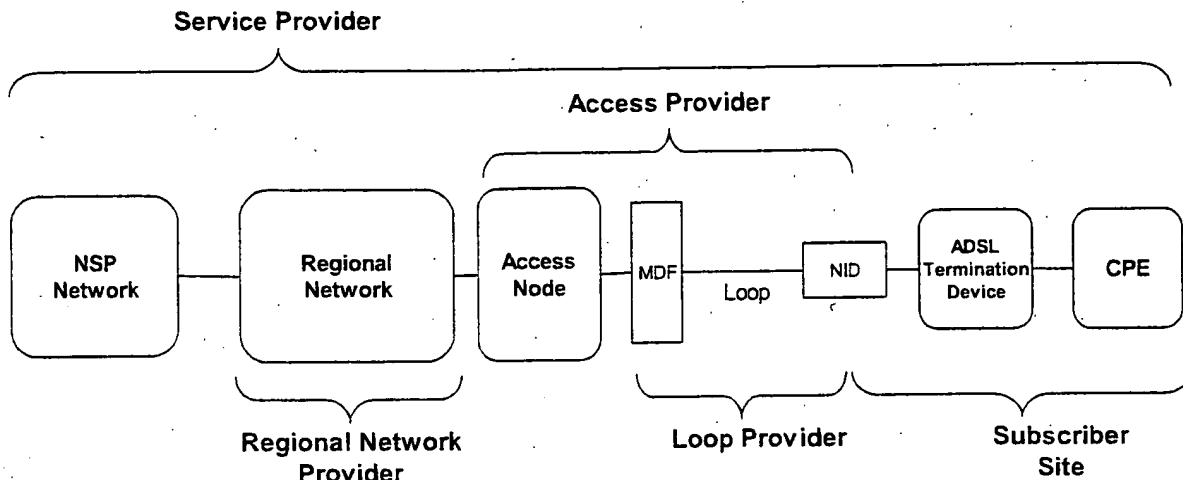 Service Provider
Access Provider
NSP
Network
Regional
Network
Access
Node
MDF
Loop
NID
ADSL
Termination
Device
CPE
Regional Network
Provider
Loop Provider
Subscriber
Site